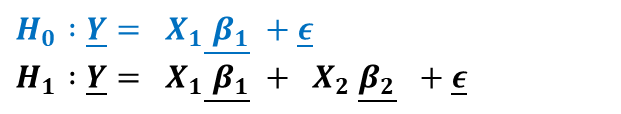 H₀ : Y = X₁ β₁ + ϵ
H₁ : Y = X₁ β₁ + X₂ β₂ + ϵ